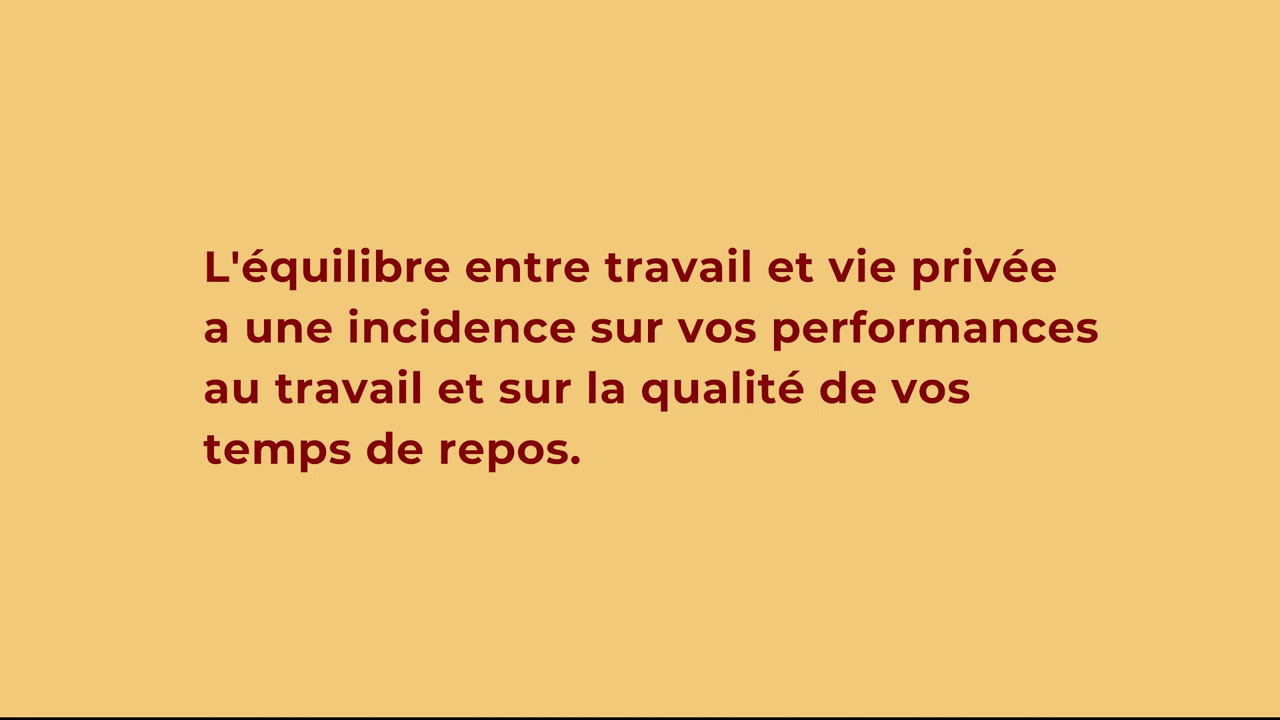 L'équilibre entre travail et vie privée
a une incidence sur vos performances
au travail et sur la qualité de vos
temps de repos.